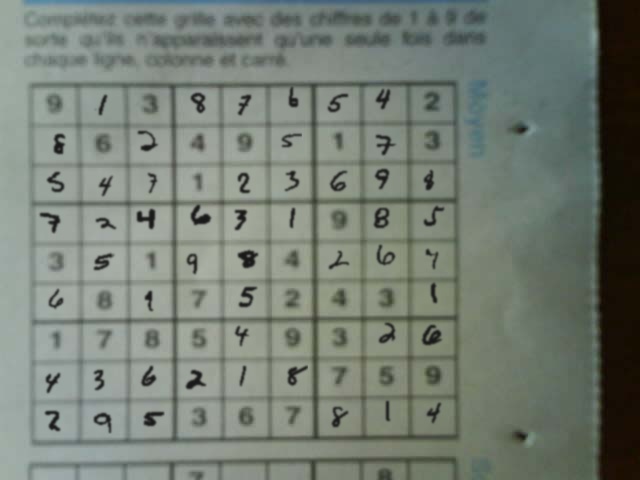 Complétez cette grille avec des chiffres de 1 à 9 de
sorte qu'ils n'apparaissent qu'une seule fois dans
chaque ligne, colonne et carré.
Moyen
9 1 3 8 7 6 5 4 2
8 6 2 4 9 5 1 7 3
5 4 7 1 2 3 6 9 8
7 2 4 6 3 1 9 8 5
3 5 1 9 8 4 2 6 7
6 8 9 7 5 2 4 3 1
1 7 8 5 4 9 3 2 6
4 3 6 2 1 8 7 5 9
2 9 5 3 6 7 8 1 4
7 8